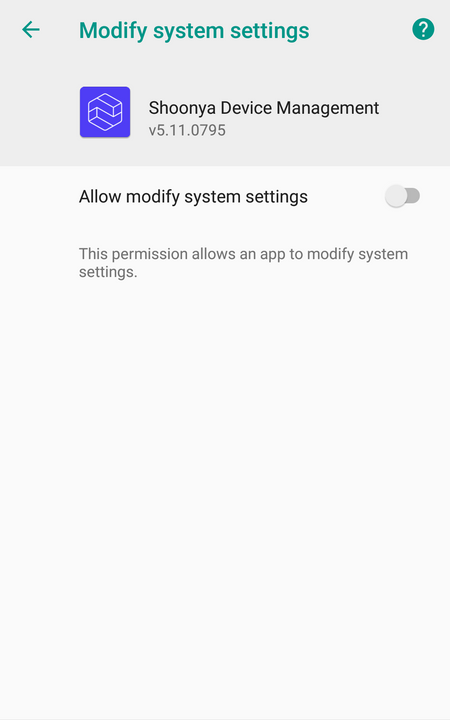 Modify system settings
?
Shoonya Device Management
v5.11.0795
Allow modify system settings
This permission allows an app to modify system
settings.